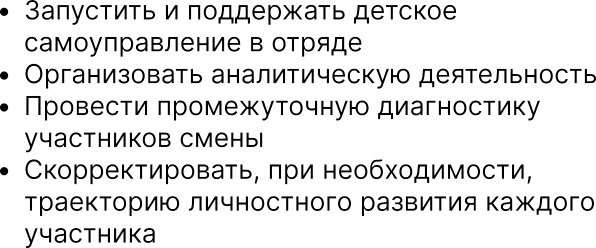 • Запустить и поддержать детское
самоуправление в отряде
• Организовать аналитическую деятельность
• Провести промежуточную диагностику
участников смены
• Скорректировать, при необходимости,
траекторию личностного развития каждого
участника